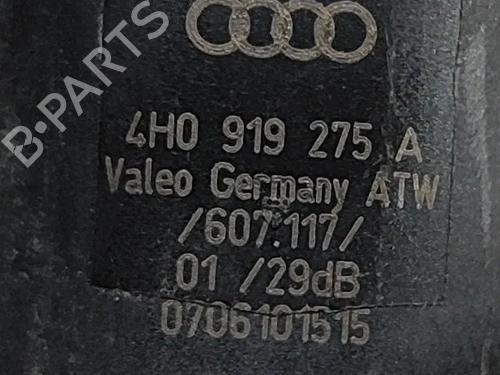 B-PARTS
4H0 919 275 A
Valeo Germany ATW
/607.117/
01 /29dB
0706101515